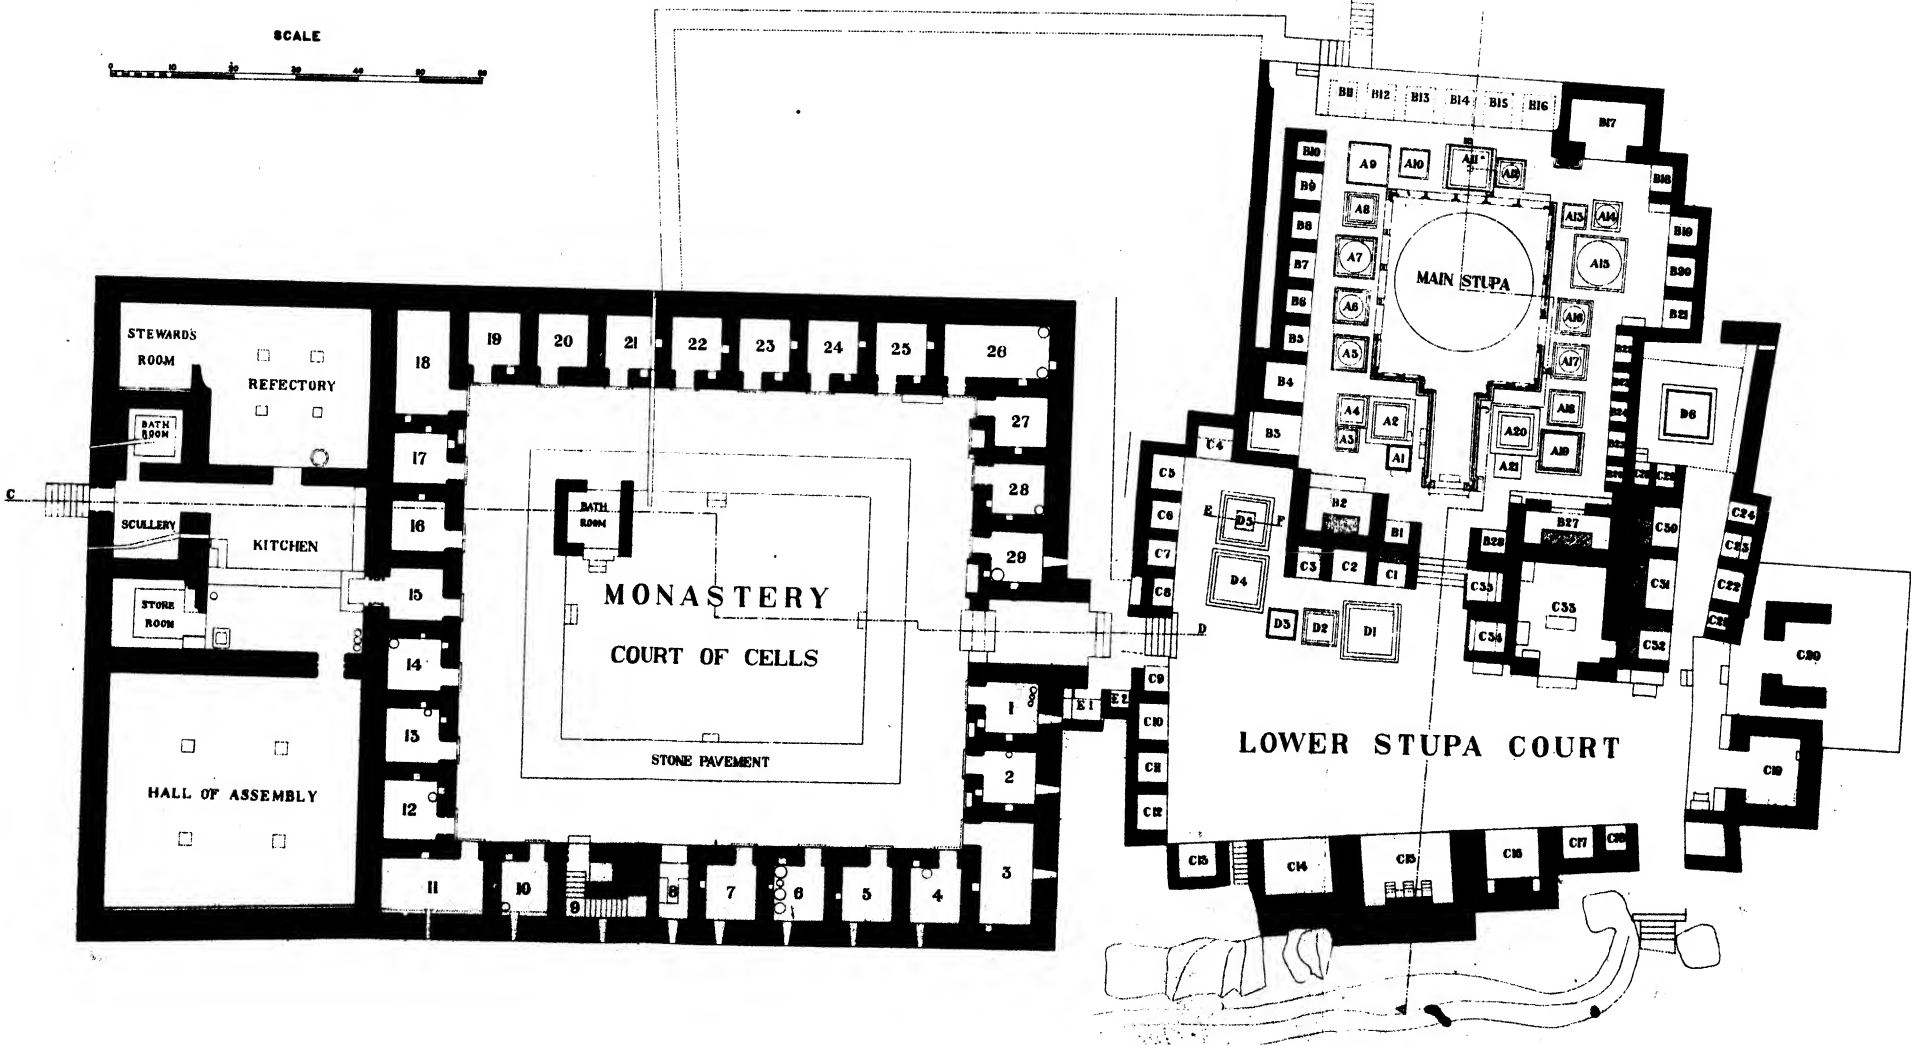 SCALE
0 10 20 30 40 50 60
B11 B12 B13 B14 B15 B16
B17
B10 A9 A10 A11 A12 B18
B9
A8 A13 A14
B8 B19
B7 A7 MAIN STUPA A15 B20
B6 A6 A16 B21
B5 A5 A17
B4 A4 A2 A18 D6
B3 A3 A1 A20 A19
A21
STEWARD'S
ROOM
REFECTORY
BATH
ROOM
18 19 20 21 22 23 24 25 26
27
17 28
16 29
15
14 1
13 2
12
11 10 9 8 7 6 5 4 3
C
SCULLERY
KITCHEN
STORE
ROOM
HALL OF ASSEMBLY
BATH
ROOM
MONASTERY
COURT OF CELLS
STONE PAVEMENT
E1 E2
C4
C5
C6 E D5 F B2 B1 B28 B27 C30 C24
C23
C7 D4 C3 C2 C1 C33 C31 C22
C8 D3 D2 D1 C34 C33 C32 C21
D
C9 C20
C10
LOWER STUPA COURT
C11 C19
C12
C13 C14 C15 C16 C17 C18